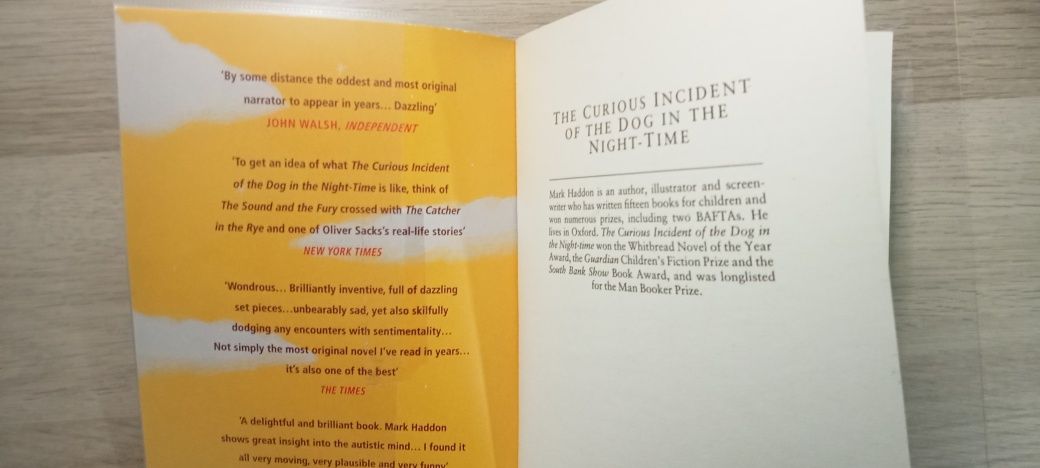 'By some distance the oddest and most original
narrator to appear in years... Dazzling'
JOHN WALSH, INDEPENDENT
'To get an idea of what The Curious Incident
of the Dog in the Night-Time is like, think of
The Sound and the Fury crossed with The Catcher
in the Rye and one of Oliver Sacks's real-life stories'
NEW YORK TIMES
'Wondrous... Brilliantly inventive, full of dazzling
set pieces...unbearably sad, yet also skilfully
dodging any encounters with sentimentality...
Not simply the most original novel I've read in years...
it's also one of the best'
THE TIMES
'A delightful and brilliant book. Mark Haddon
shows great insight into the autistic mind... I found it
all very moving, very plausible and very funny'
THE CURIOUS INCIDENT
OF THE DOG IN THE
NIGHT-TIME
Mark Haddon is an author, illustrator and screen-
writer who has written fifteen books for children and
won numerous prizes, including two BAFTAs. He
lives in Oxford. The Curious Incident of the Dog in
the Night-time won the Whitbread Novel of the Year
Award, the Guardian Children's Fiction Prize and the
South Bank Show Book Award, and was longlisted
for the Man Booker Prize.